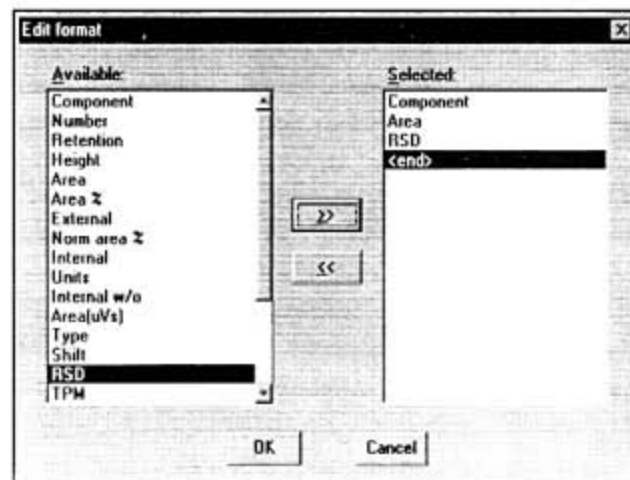 Edit format
Available:
Component
Number
Retention
Height
Area
Area %
External
Norm area %
Internal
Units
Internal w/o
Area(uVs)
Type
Shift
RSD
TPM
>>
<<
Selected:
Component
Area
RSD
<end>
OK
Cancel